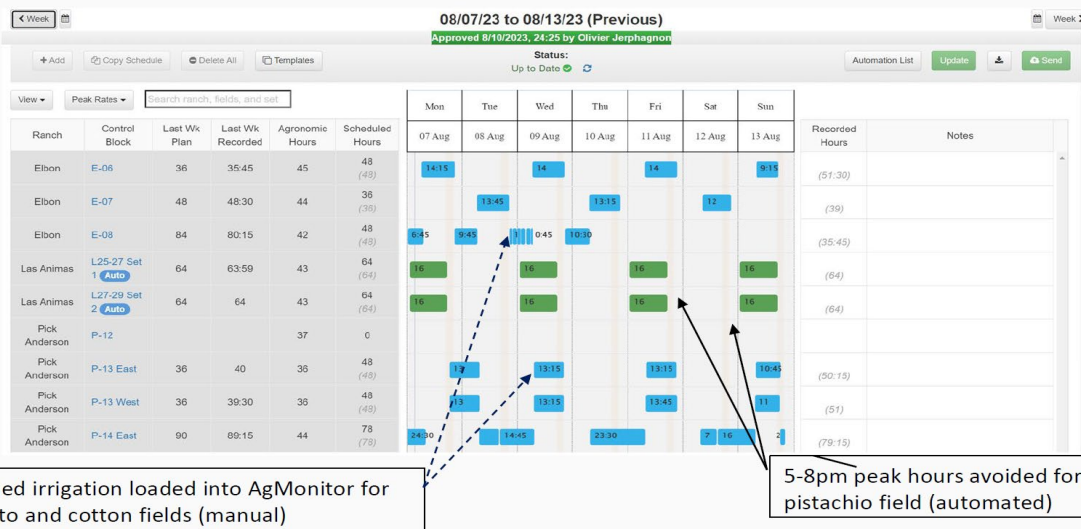 Week
08/07/23 to 08/13/23 (Previous)
Week
Approved 8/10/2023, 24:25 by Olivier Jerphagnon
+ Add Copy Schedule Delete All Templates
Status:
Up to Date
Automation List Update Send
View Peak Rates Search ranch, fields, and set
Mon Tue Wed Thu Fri Sat Sun
Ranch Control Block Last Wk Plan Last Wk Recorded Agronomic Hours Scheduled Hours 07 Aug 08 Aug 09 Aug 10 Aug 11 Aug 12 Aug 13 Aug Recorded Hours Notes
Elbon E-06 36 35:45 45 48 (48) 14:15 14 14 9:15 (51:30)
Elbon E-07 48 48:30 44 36 (36) 13:45 13:15 12 (39)
Elbon E-08 84 80:15 42 48 (48) 6:45 9:45 1 0:45 10:30 (35:45)
Las Animas L25-27 Set 1 Auto 64 63:59 43 64 (64) 16 16 16 16 (64)
Las Animas L27-29 Set 2 Auto 64 64 43 64 (64) 16 16 16 16 (64)
Pick Anderson P-12 37 0
Pick Anderson P-13 East 36 40 36 48 (48) 13 13:15 13:15 10:45 (50:15)
Pick Anderson P-13 West 36 39:30 36 48 (48) 13 13:15 13:45 11 (51)
Pick Anderson P-14 East 90 89:15 44 78 (78) 24:30 14:45 23:30 7 16 2 (79:15)
ed irrigation loaded into AgMonitor for
to and cotton fields (manual)
5-8pm peak hours avoided for
pistachio field (automated)